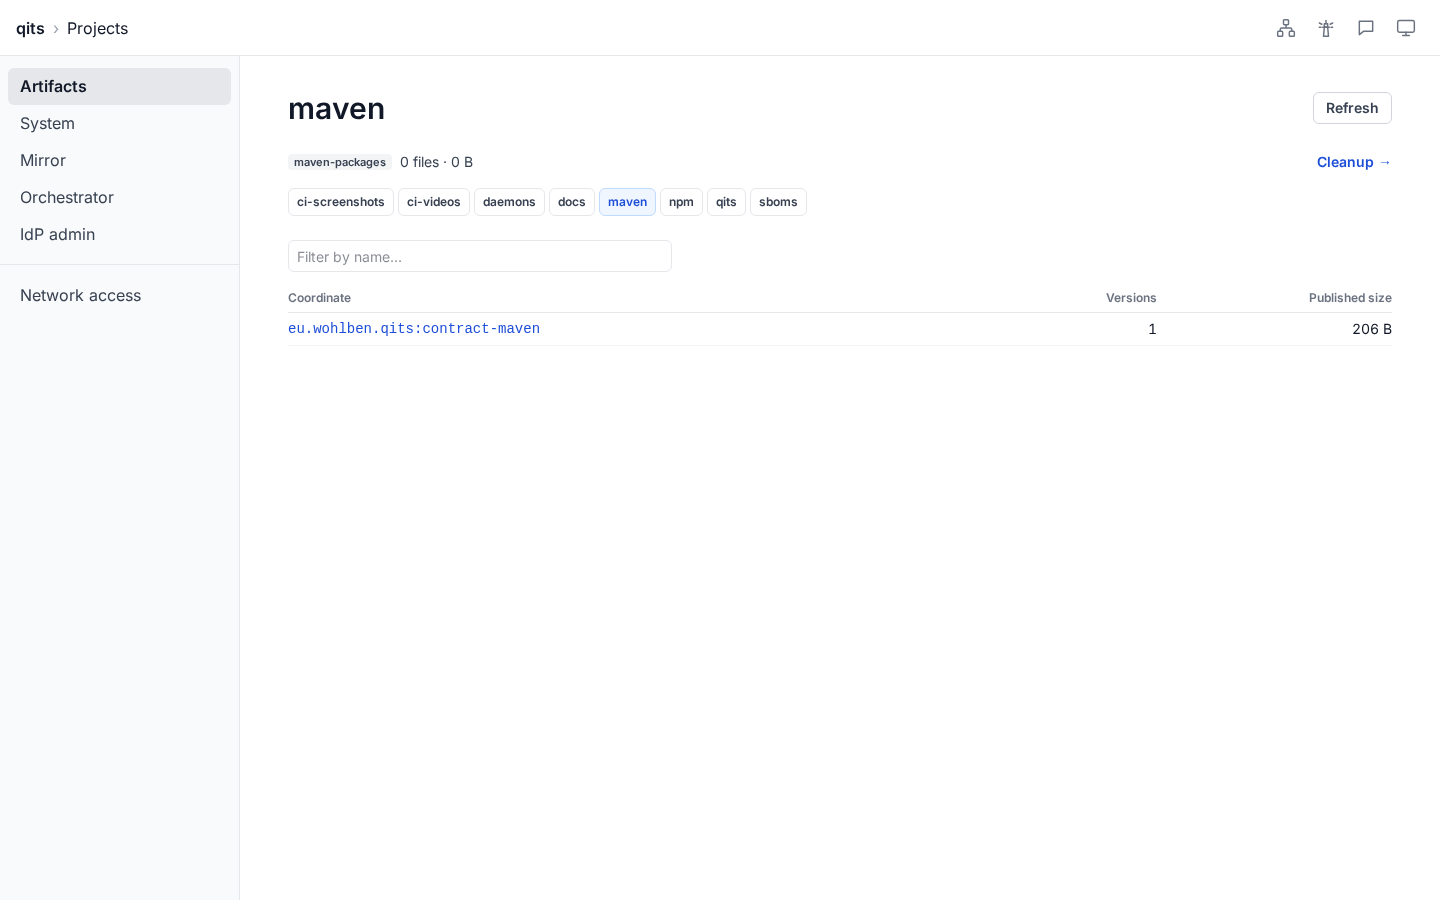 qits › Projects
Artifacts
System
Mirror
Orchestrator
IdP admin
Network access
maven
Refresh
maven-packages 0 files · 0 B
Cleanup →
ci-screenshots ci-videos daemons docs maven npm qits sboms
Filter by name...
Coordinate Versions Published size
eu.wohlben.qits:contract-maven 1 206 B